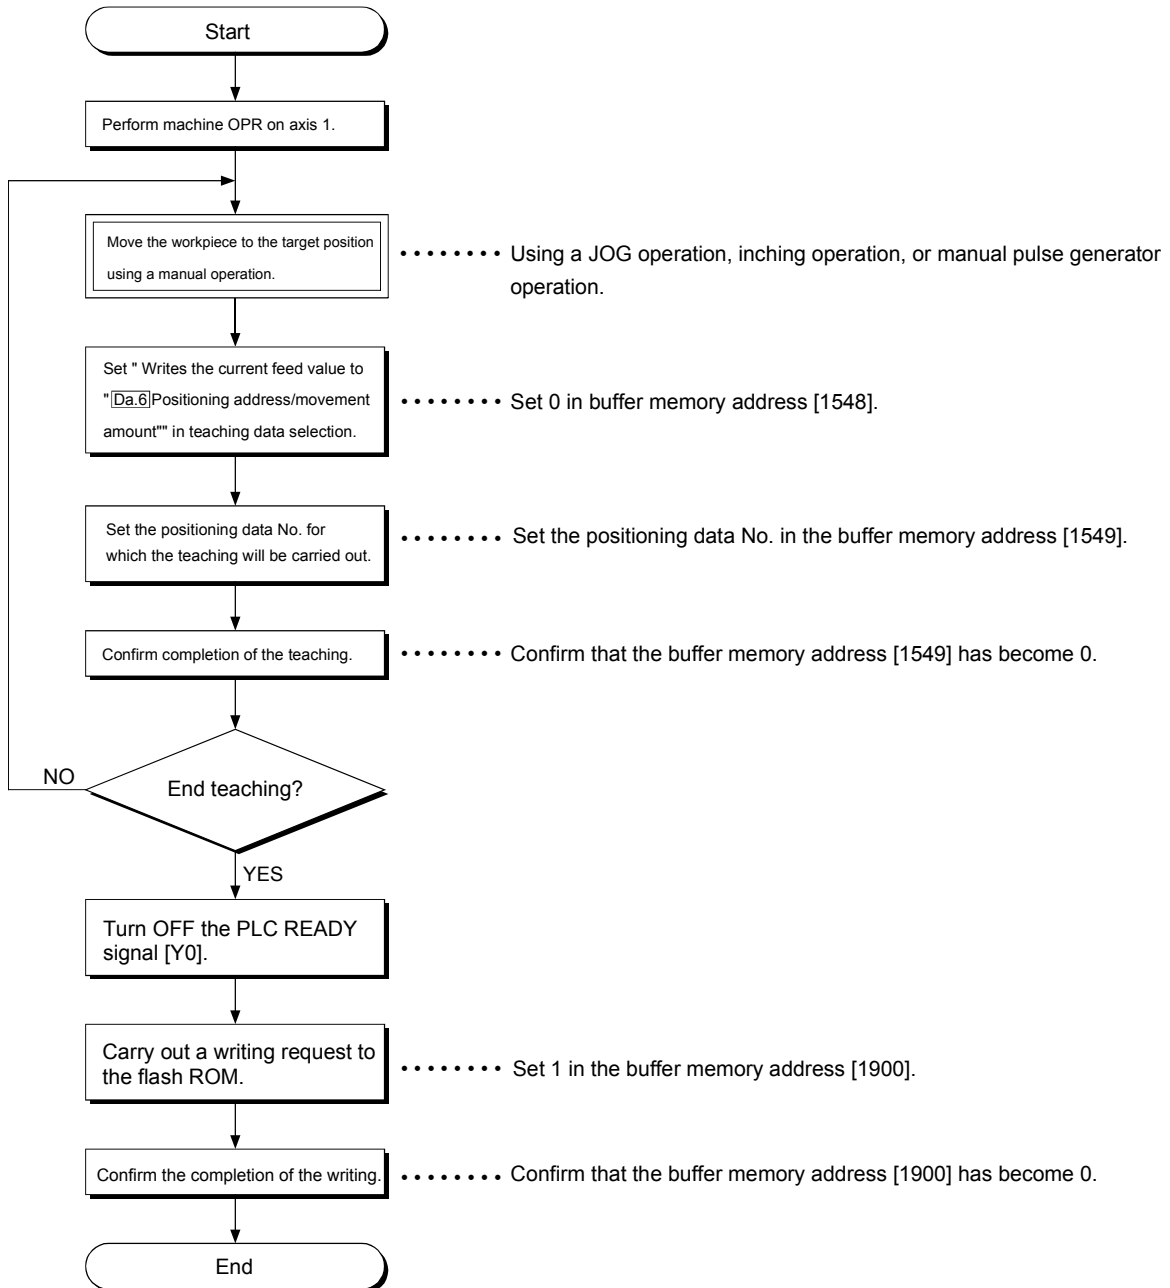 Start
Perform machine OPR on axis 1.
Move the workpiece to the target position
using a manual operation.
Using a JOG operation, inching operation, or manual pulse generator
operation.
Set " Writes the current feed value to
"Da.6 Positioning address/movement
amount"" in teaching data selection.
Set 0 in buffer memory address [1548].
Set the positioning data No. for
which the teaching will be carried out.
Set the positioning data No. in the buffer memory address [1549].
Confirm completion of the teaching.
Confirm that the buffer memory address [1549] has become 0.
NO
End teaching?
YES
Turn OFF the PLC READY
signal [Y0].
Carry out a writing request to
the flash ROM.
Set 1 in the buffer memory address [1900].
Confirm the completion of the writing.
Confirm that the buffer memory address [1900] has become 0.
End